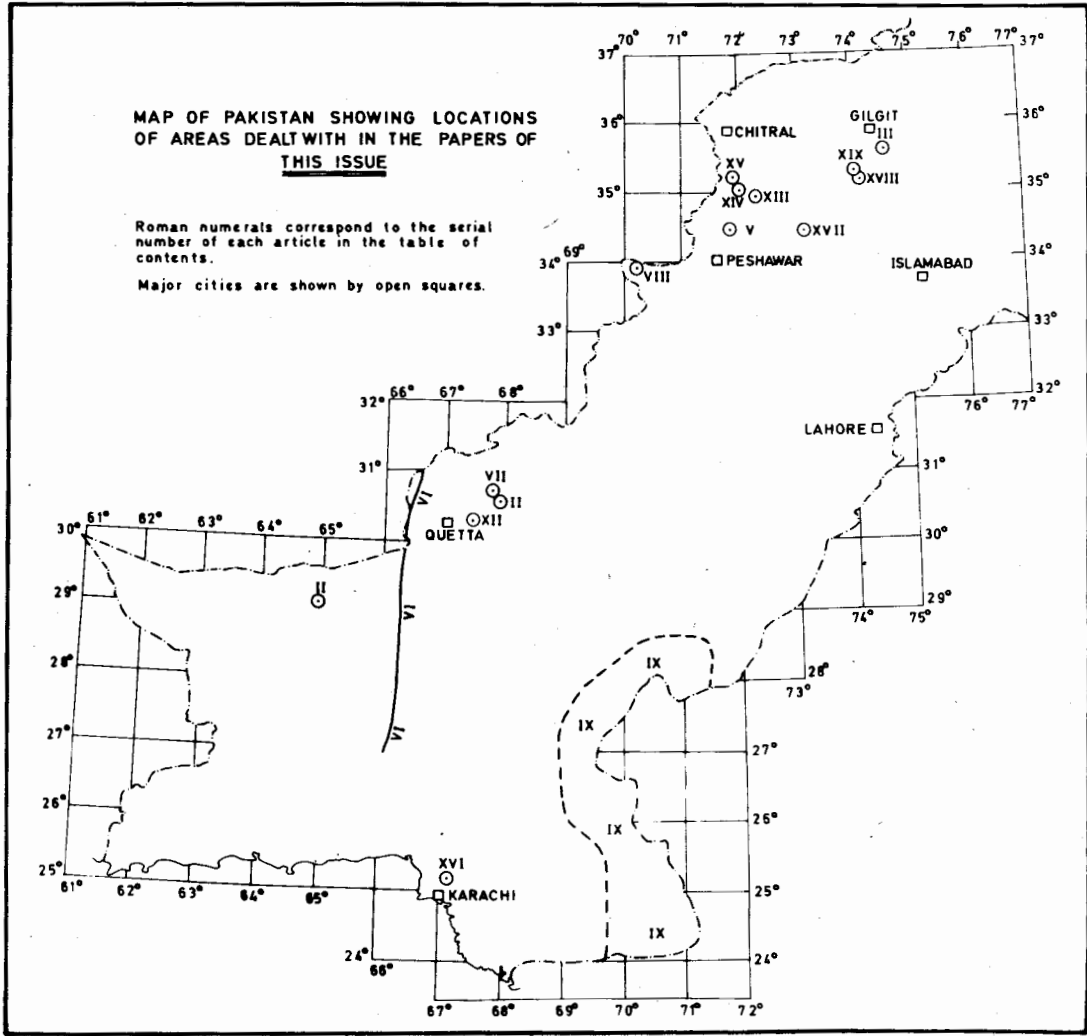 MAP OF PAKISTAN SHOWING LOCATIONS
OF AREAS DEALT WITH IN THE PAPERS OF
THIS ISSUE
Roman numerals correspond to the serial
number of each article in the table of
contents.
Major cities are shown by open squares.
70° 71° 72° 73° 74° 75° 76° 77°
37° 37°
36° 36°
CHITRAL
GILGIT
III
XV
XIX
XVIII
35° 35°
XIV
XIII
V
XVII
34° 69° 34°
VIII
PESHAWAR
ISLAMABAD
33° 33°
66° 67° 68°
32° 32°
76° 77°
LAHORE
31° 31°
VI
VII
II
XII
QUETTA
30° 61° 62° 63° 64° 65° 30°
II
29° 29°
74° 75°
VI
28° 28°
73°
IX
VI
IX
27° 27°
26° 26°
IX
25° 25°
61° 62° 63° 64° 65°
XVI
KARACHI
IX
24° 24°
66°
67° 68° 69° 70° 71° 72°